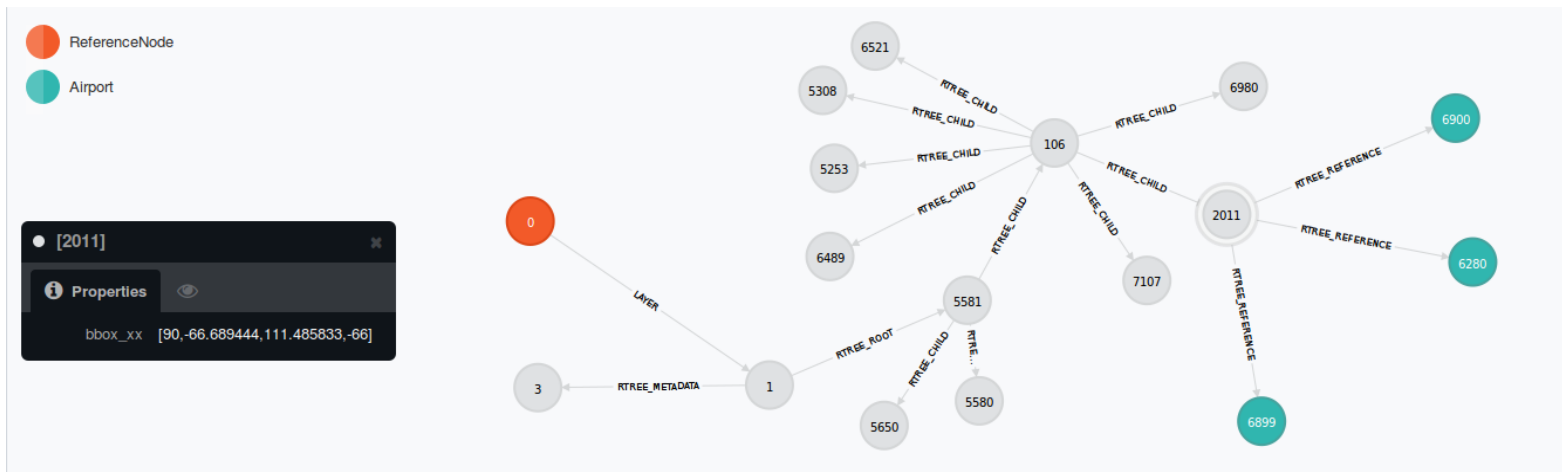 ReferenceNode
Airport
[2011]
Properties
bbox_xx [90,-66.689444,111.485833,-66]
6521
RTREE_CHILD
5308
RTREE_CHILD
5253
RTREE_CHILD
6489
RTREE_CHILD
106
RTREE_CHILD
6980
RTREE_CHILD
RTREE_CHILD
7107
RTREE_CHILD
2011
RTREE_REFERENCE
6900
RTREE_REFERENCE
6280
RTREE_REFERENCE
6899
0
LAYER
1
RTREE_METADATA
3
RTREE_ROOT
5581
RTREE_CHILD
5650
RTRE...
5580